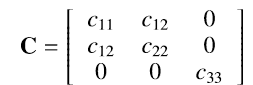 C = [ c₁₁ c₁₂ 0
c₁₂ c₂₂ 0
0 0 c₃₃ ]